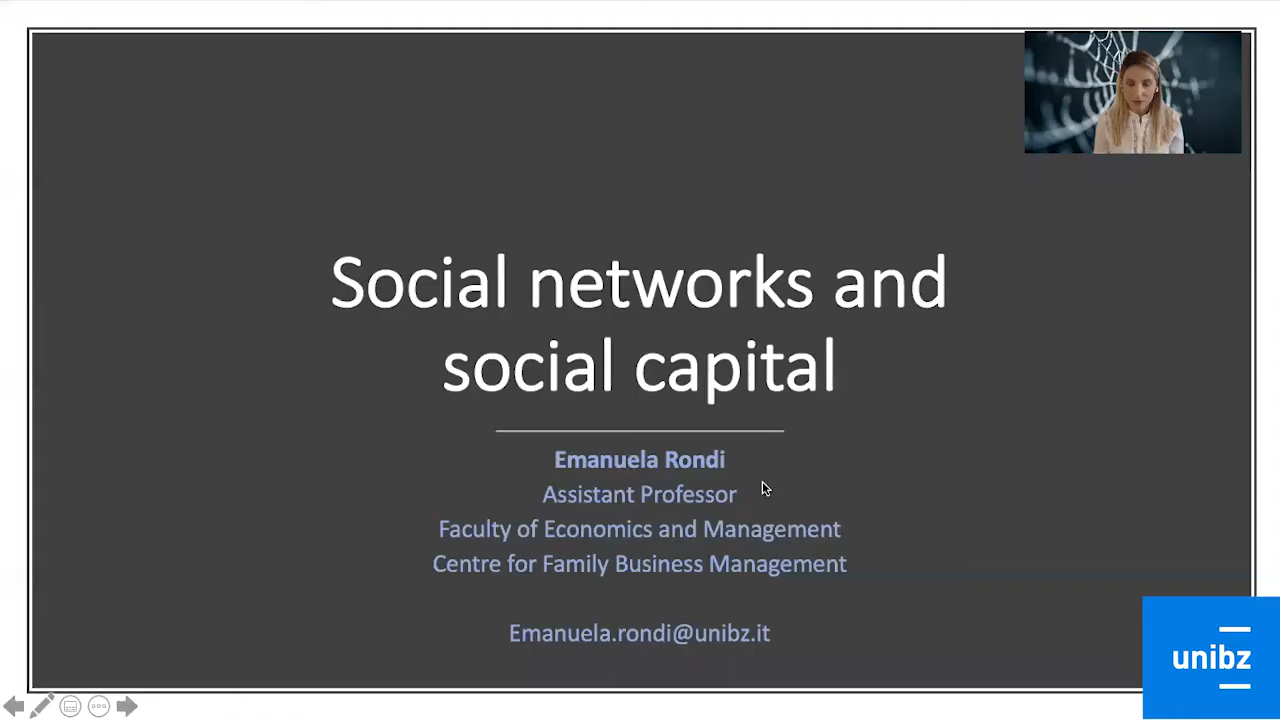 Social networks and
social capital
Emanuela Rondi
Assistant Professor
Faculty of Economics and Management
Centre for Family Business Management
Emanuela.rondi@unibz.it
unibz